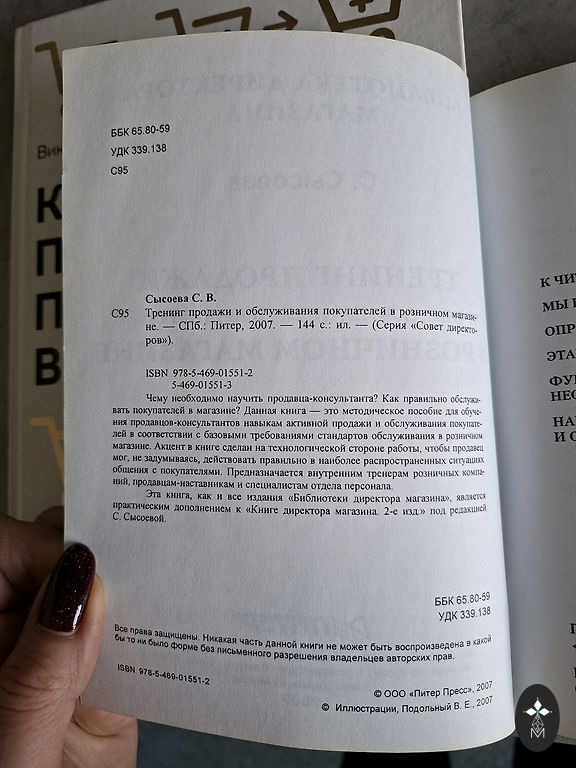 ББК 65.80-59
УДК 339.138
С95
Сысоева С. В.
С95 Тренинг продажи и обслуживания покупателей в розничном магази-
не. — СПб.: Питер, 2007. — 144 с.: ил. — (Серия «Совет директо-
ров»).
ISBN 978-5-469-01551-2
5-469-01551-3
Чему необходимо научить продавца-консультанта? Как правильно обслужи-
вать покупателей в магазине? Данная книга — это методическое пособие для обуче-
ния продавцов-консультантов навыкам активной продажи и обслуживания покупате-
лей в соответствии с базовыми требованиями стандартов обслуживания в розничном
магазине. Акцент в книге сделан на технологической стороне работы, чтобы продавец
мог, не задумываясь, действовать правильно в наиболее распространенных ситуациях
общения с покупателями. Предназначается внутренним тренерам розничных компа-
ний, продавцам-наставникам и специалистам отдела персонала.
Эта книга, как и все издания «Библиотеки директора магазина», является
практическим дополнением к «Книге директора магазина. 2-е изд.» под редакцией
С. Сысоевой.
ББК 65.80-59
УДК 339.138
Все права защищены. Никакая часть данной книги не может быть воспроизведена в какой
бы то ни было форме без письменного разрешения владельцев авторских прав.
ISBN 978-5-469-01551-2
© ООО «Питер Пресс», 2007
© Иллюстрации, Подольный В. Е., 2007
К ЧИ
МЫ
ОПР
ЭТА
ФУ
НЕО
НА
И С
М